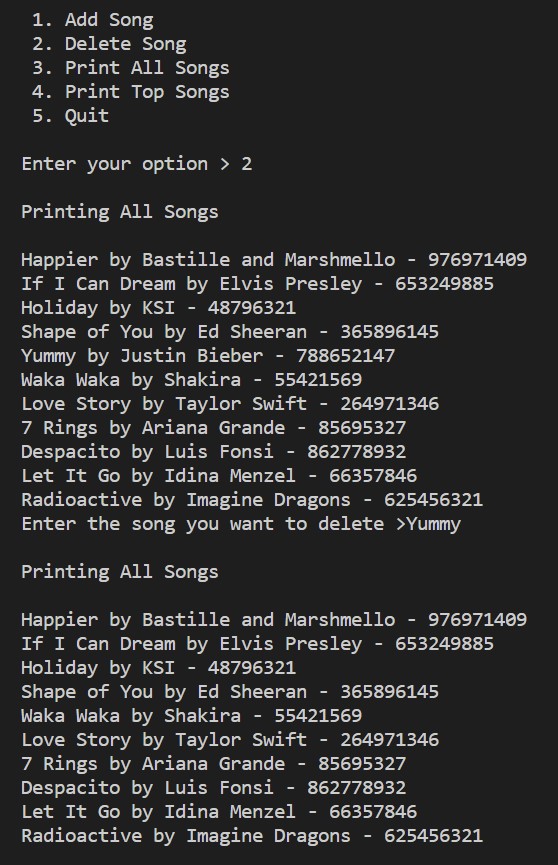 1. Add Song
2. Delete Song
3. Print All Songs
4. Print Top Songs
5. Quit
Enter your option > 2
Printing All Songs
Happier by Bastille and Marshmello - 976971409
If I Can Dream by Elvis Presley - 653249885
Holiday by KSI - 48796321
Shape of You by Ed Sheeran - 365896145
Yummy by Justin Bieber - 788652147
Waka Waka by Shakira - 55421569
Love Story by Taylor Swift - 264971346
7 Rings by Ariana Grande - 85695327
Despacito by Luis Fonsi - 862778932
Let It Go by Idina Menzel - 66357846
Radioactive by Imagine Dragons - 625456321
Enter the song you want to delete >Yummy
Printing All Songs
Happier by Bastille and Marshmello - 976971409
If I Can Dream by Elvis Presley - 653249885
Holiday by KSI - 48796321
Shape of You by Ed Sheeran - 365896145
Waka Waka by Shakira - 55421569
Love Story by Taylor Swift - 264971346
7 Rings by Ariana Grande - 85695327
Despacito by Luis Fonsi - 862778932
Let It Go by Idina Menzel - 66357846
Radioactive by Imagine Dragons - 625456321